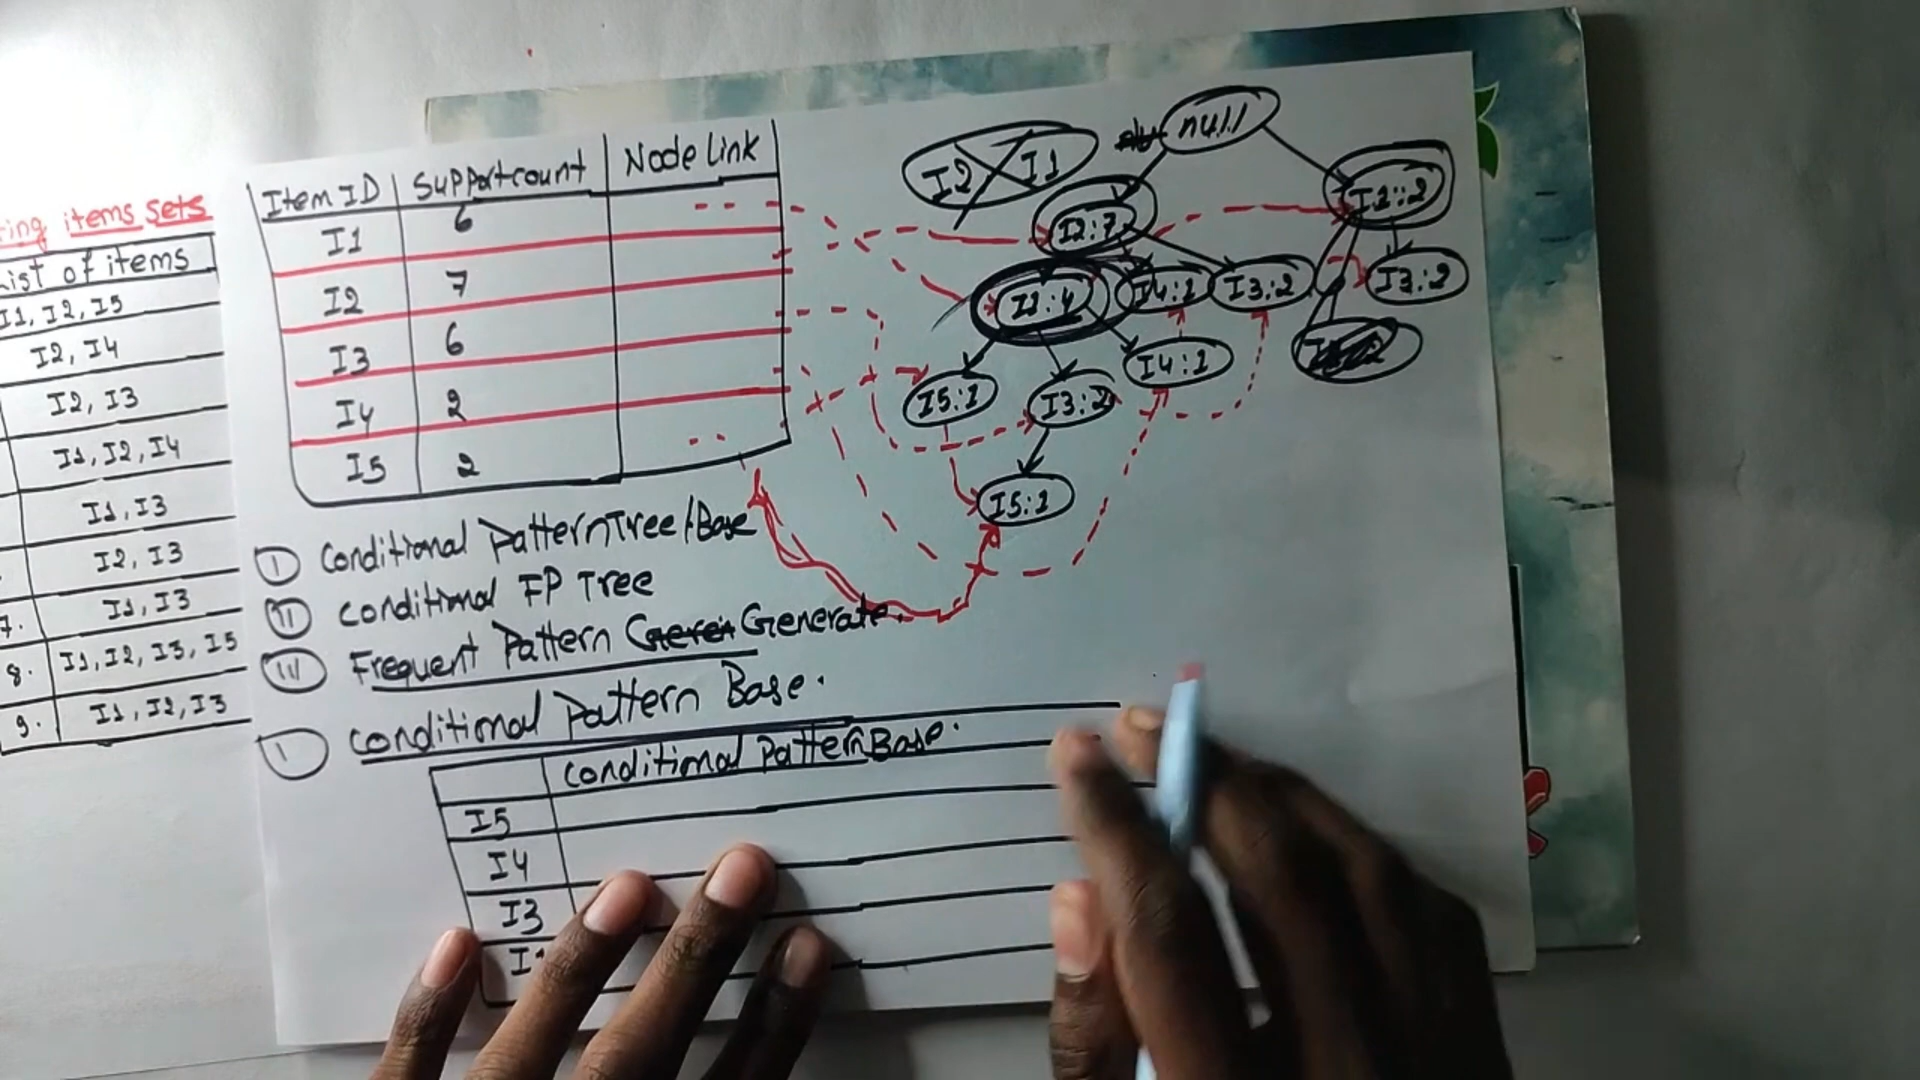 ing items sets
List of items
I1, I2, I5
I2, I4
I2, I3
I1, I2, I4
I1, I3
I2, I3
7. I1, I3
8. I1, I2, I3, I5
9. I1, I2, I3
Item ID Support count Node Link
I1 6
I2 7
I3 6
I4 2
I5 2
null
I2 I1
I2:7
I1:4
I4:1
I3:2
I3:2
I5:1
I3:2
I4:1
I5:1
I conditional Pattern Tree/Base
II conditional FP Tree
III Frequent Pattern Generate.
I conditional Pattern Base.
conditional Pattern Base.
I5
I4
I3